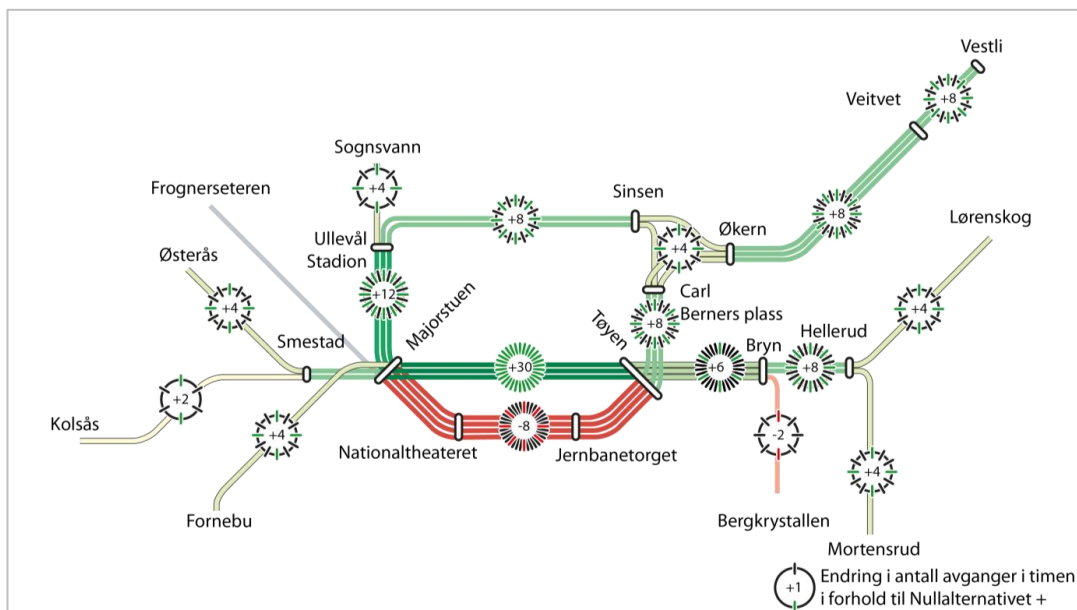 Vestli
+8
Veitvet
Sognsvann
+4
Frognerseteren
Sinsen
+8
+8
Lørenskog
Økern
Ullevål
Stadion
+4
Østerås
+12
Carl
Berners plass
+4
+4
Majorstuen
Tøyen
+8
Hellerud
Bryn
Smestad
+30
+6
+8
+2
Kolsås
+4
-8
-2
Nationaltheateret
Jernbanetorget
+4
Fornebu
Bergkrystallen
Mortensrud
+1
Endring i antall avganger i timen
i forhold til Nullalternativet +